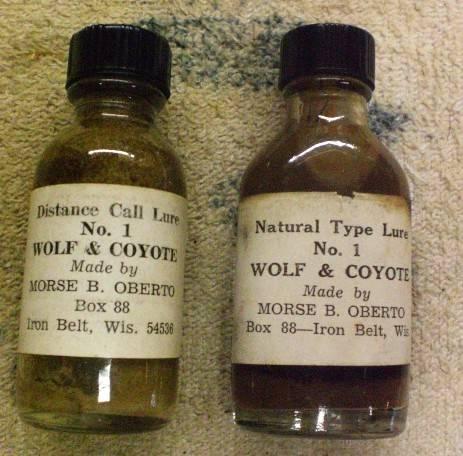 Distance Call Lure
No. 1
WOLF & COYOTE
Made by
MORSE B. OBERTO
Box 88
Iron Belt, Wis. 54536
Natural Type Lure
No. 1
WOLF & COYOTE
Made by
MORSE B. OBERTO
Box 88—Iron Belt, Wis